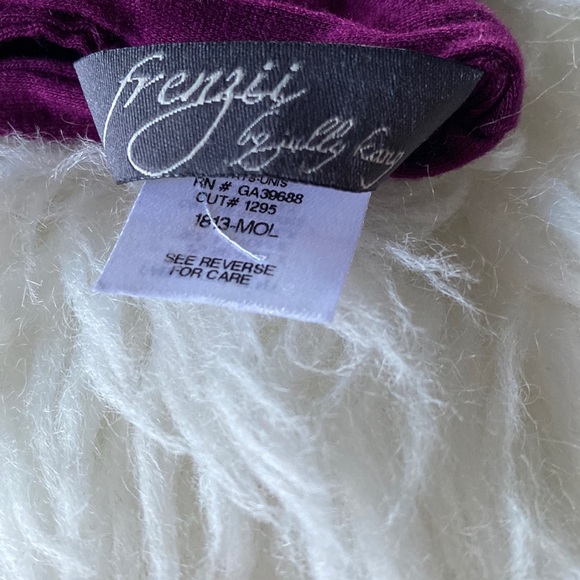 frenzii
by jully kang
RN # GA39688
CUT# 1295
1813-MOL
SEE REVERSE
FOR CARE